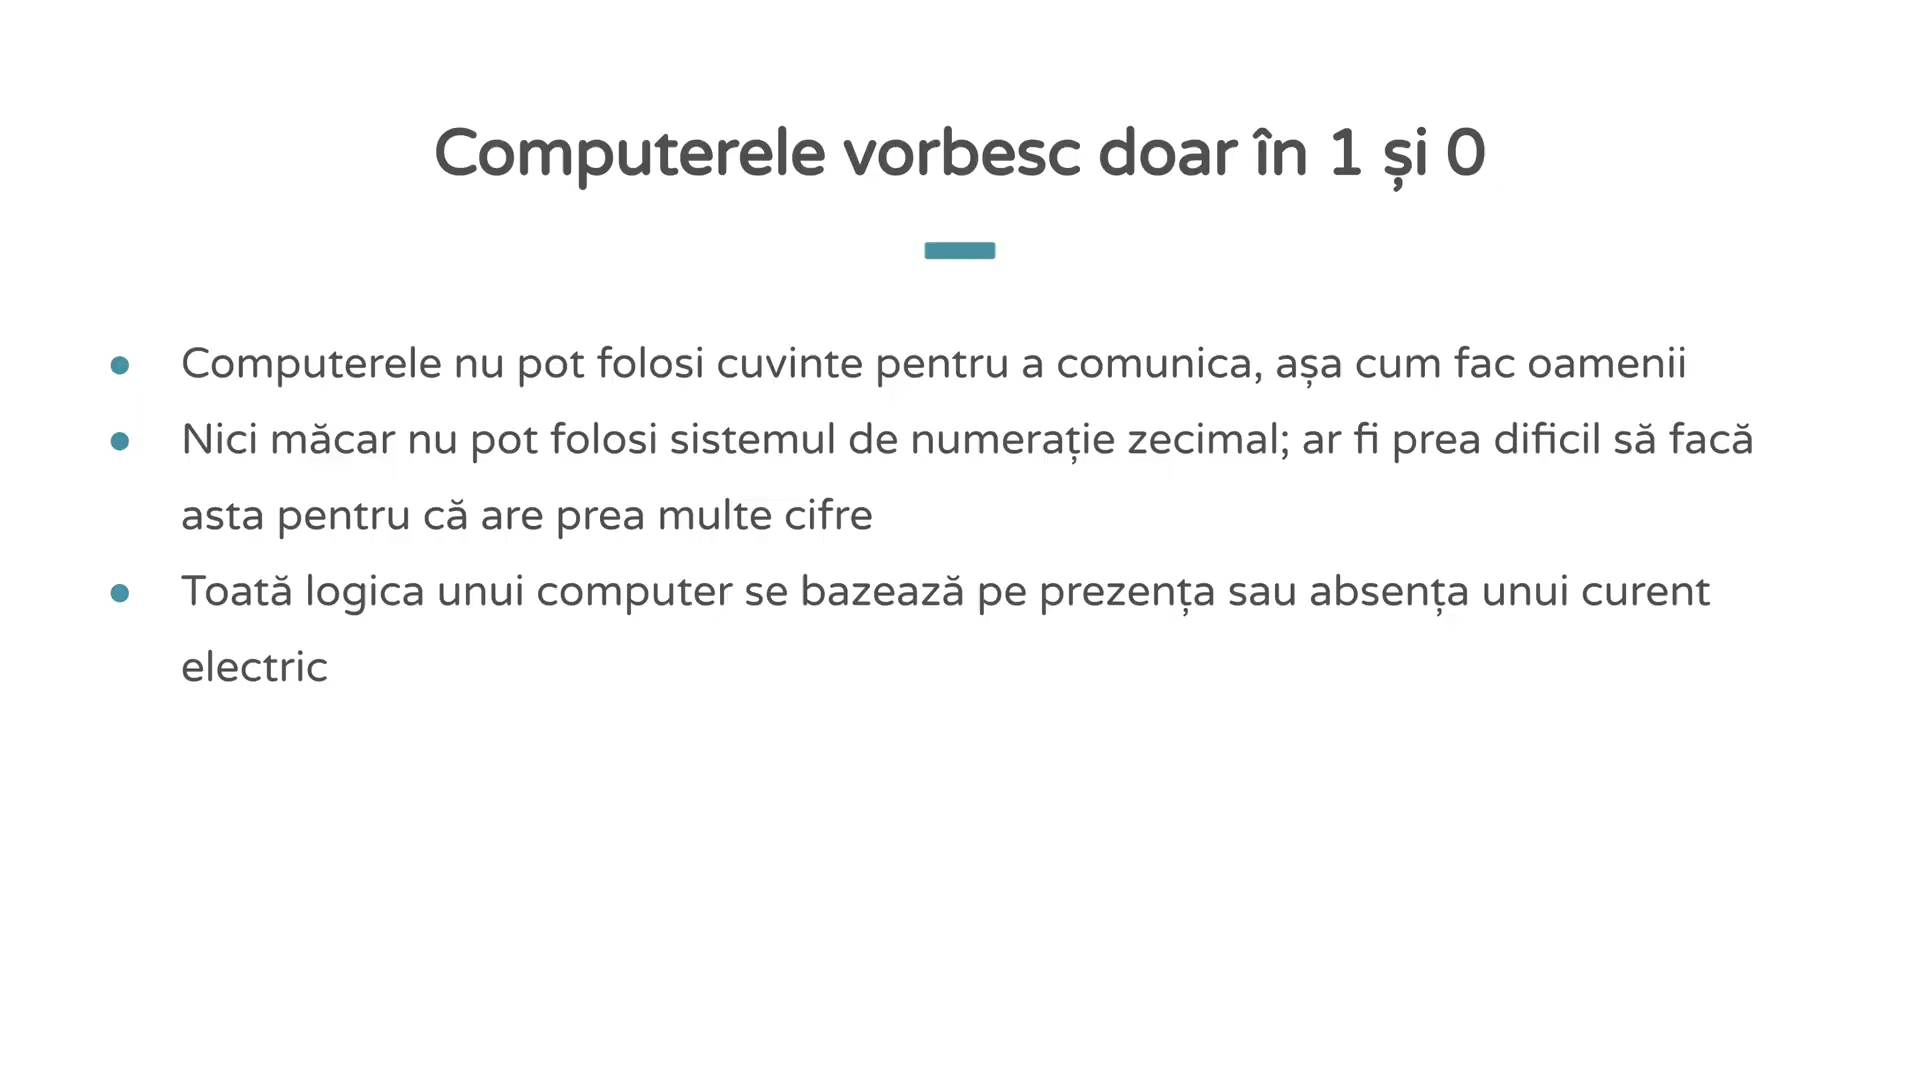 Computerele vorbesc doar în 1 și 0
Computerele nu pot folosi cuvinte pentru a comunica, așa cum fac oamenii
Nici măcar nu pot folosi sistemul de numerație zecimal; ar fi prea dificil să facă
asta pentru că are prea multe cifre
Toată logica unui computer se bazează pe prezența sau absența unui curent
electric